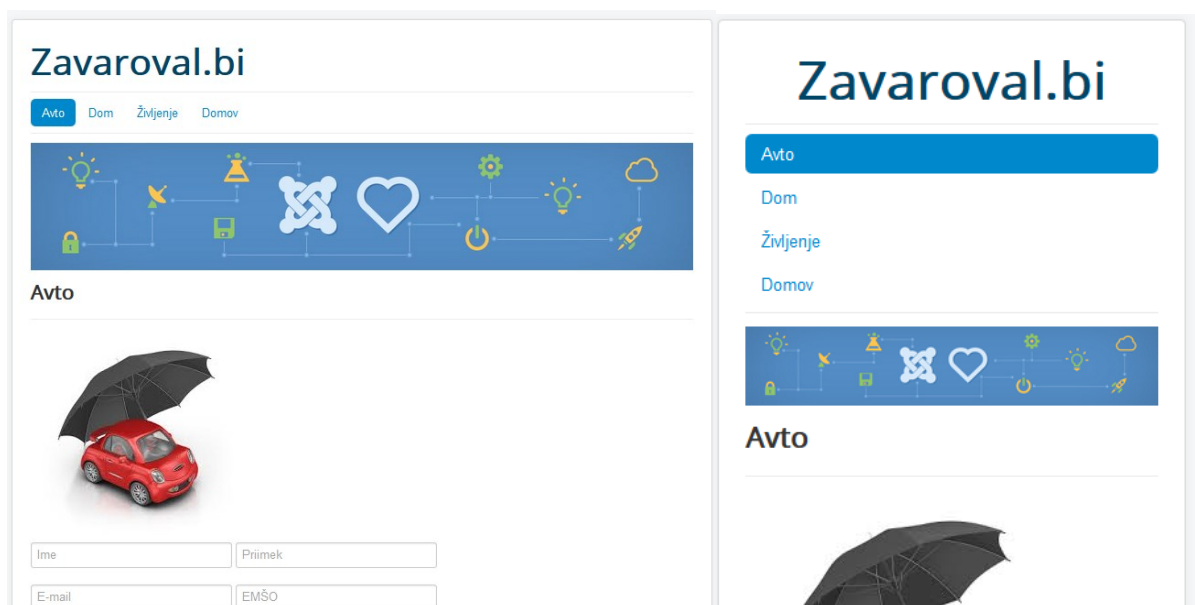 Zavaroval.bi
Avto Dom Življenje Domov
Avto
Ime Priimek
E-mail EMŠO
Zavaroval.bi
Avto
Dom
Življenje
Domov
Avto